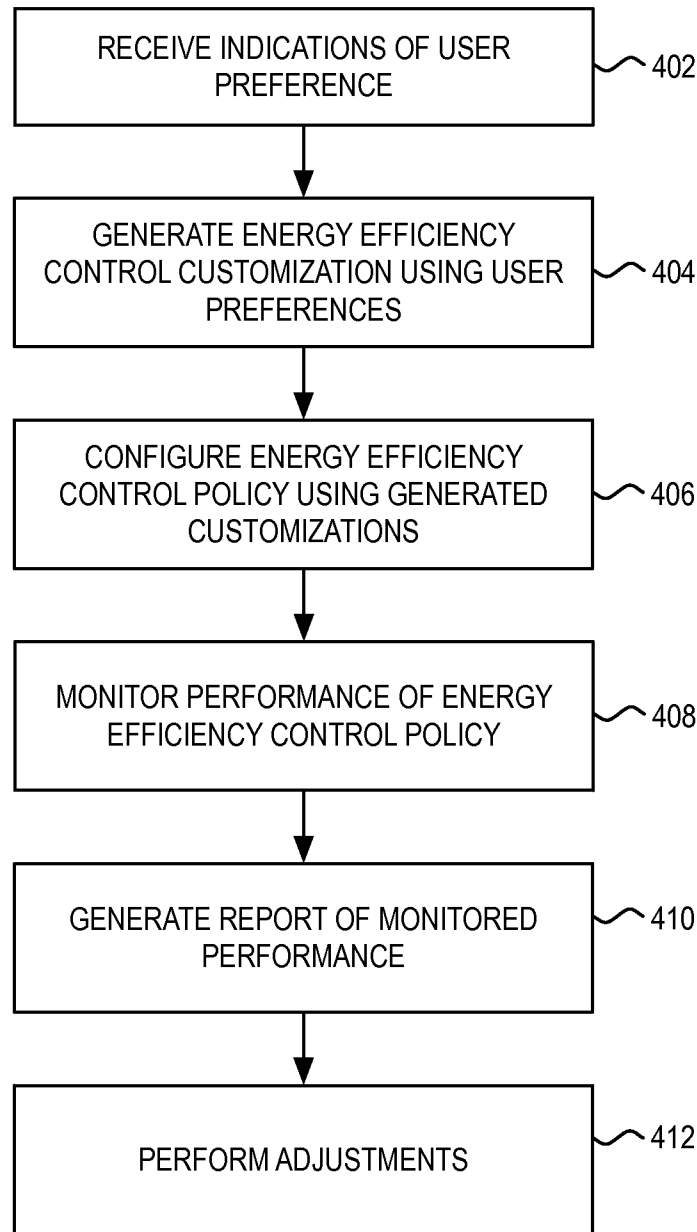 RECEIVE INDICATIONS OF USER
PREFERENCE
402
GENERATE ENERGY EFFICIENCY
CONTROL CUSTOMIZATION USING USER
PREFERENCES
404
CONFIGURE ENERGY EFFICIENCY
CONTROL POLICY USING GENERATED
CUSTOMIZATIONS
406
MONITOR PERFORMANCE OF ENERGY
EFFICIENCY CONTROL POLICY
408
GENERATE REPORT OF MONITORED
PERFORMANCE
410
PERFORM ADJUSTMENTS
412